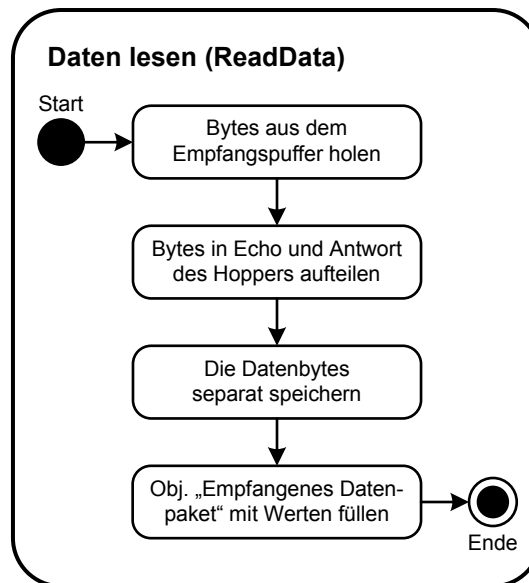 Daten lesen (ReadData)
Start
Bytes aus dem
Empfangspuffer holen
Bytes in Echo und Antwort
des Hoppers aufteilen
Die Datenbytes
separat speichern
Obj. „Empfangenes Daten-
paket“ mit Werten füllen
Ende